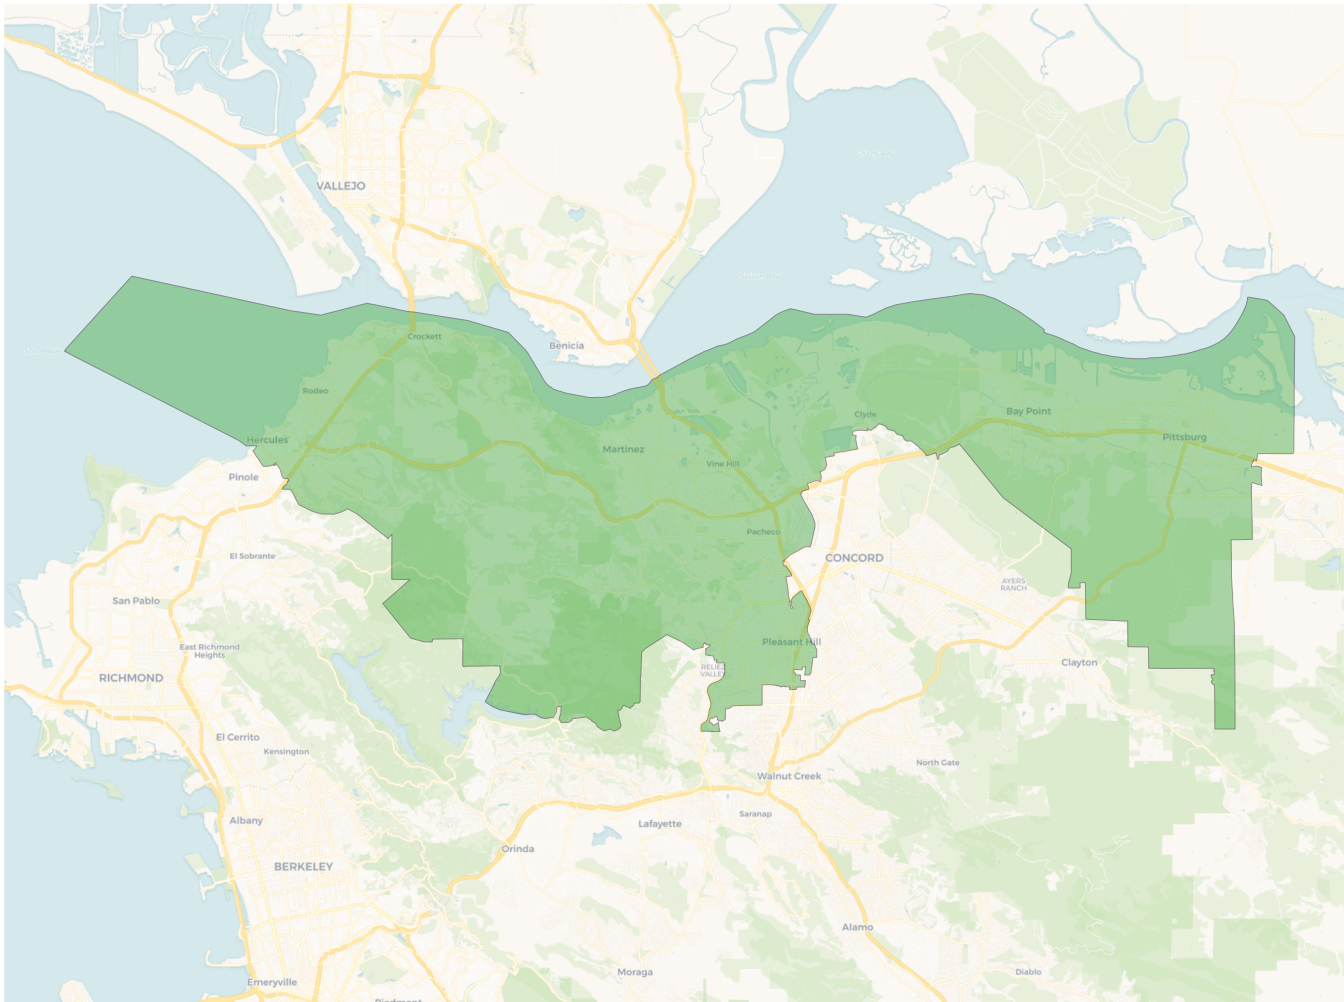 VALLEJO
Suisun Bay
Crockett
Benicia
Rodeo
Clyde
Bay Point
Hercules
Martinez
Pittsburg
Vine Hill
Pinole
Pacheco
El Sobrante
CONCORD
AYERS
RANCH
San Pablo
East Richmond
Heights
Pleasant Hill
Clayton
RICHMOND
El Cerrito
Kensington
North Gate
Walnut Creek
Albany
Lafayette
Saranap
Orinda
BERKELEY
Alamo
Moraga
Diablo
Emeryville